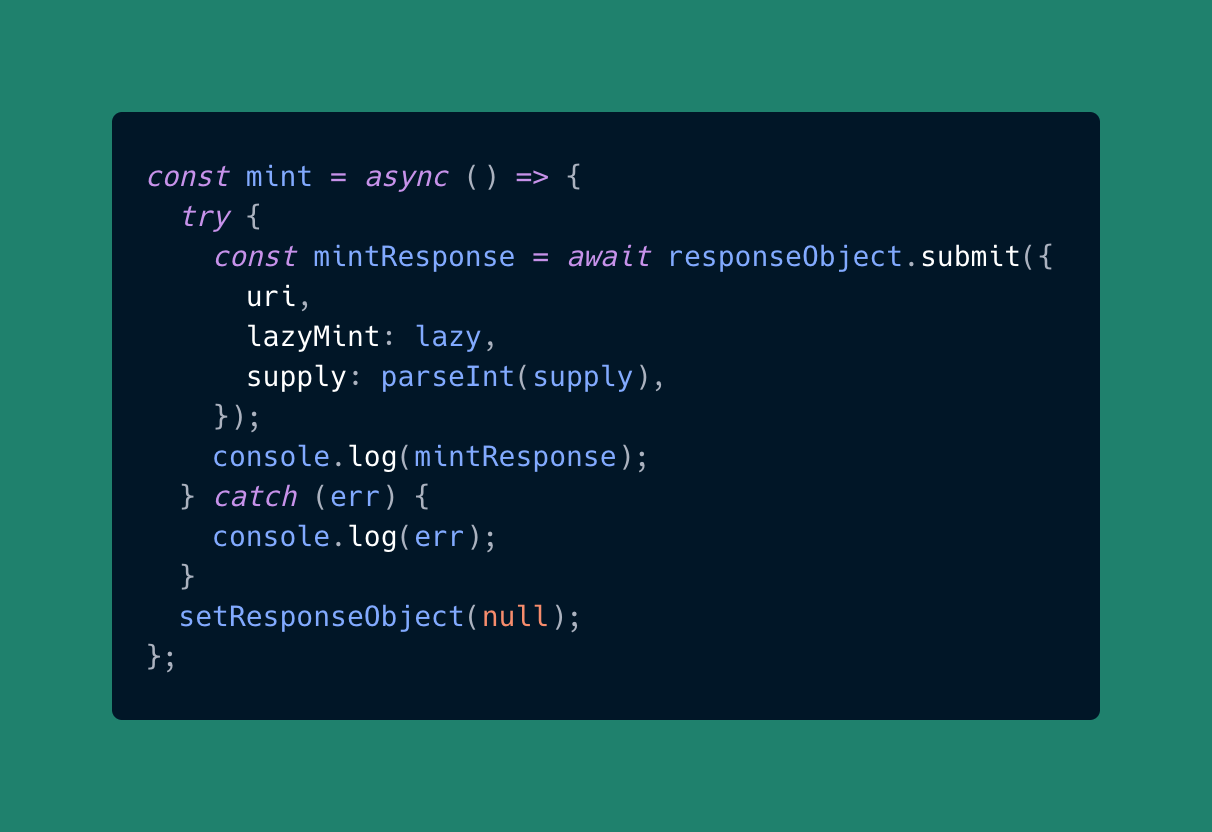 const mint = async () => {
  try {
    const mintResponse = await responseObject.submit({
      uri,
      lazyMint: lazy,
      supply: parseInt(supply),
    });
    console.log(mintResponse);
  } catch (err) {
    console.log(err);
  }
  setResponseObject(null);
};